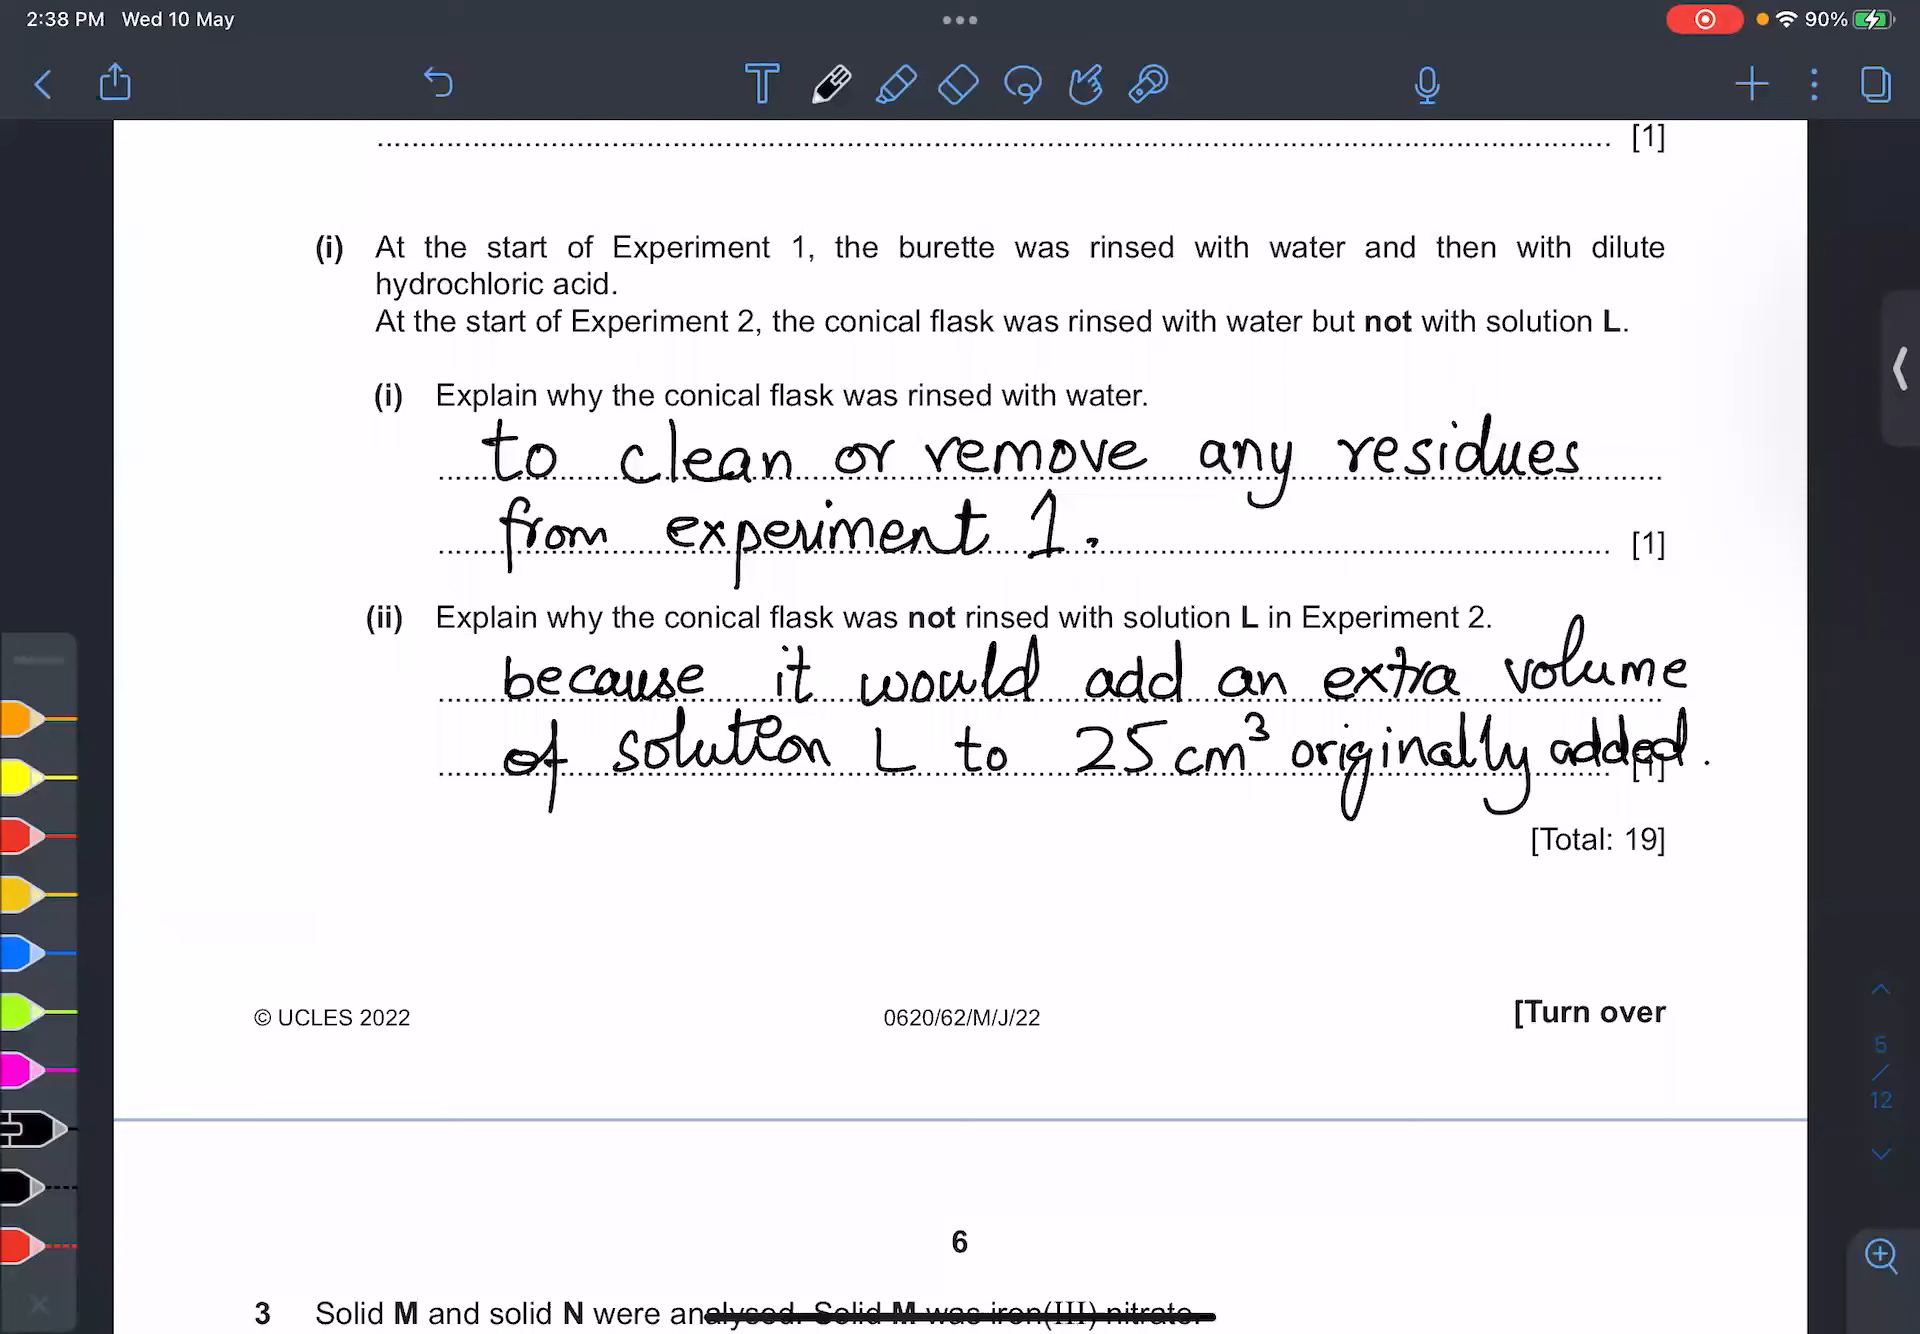 2:38 PM Wed 10 May
90%
[1]
(i) At the start of Experiment 1, the burette was rinsed with water and then with dilute
hydrochloric acid.
At the start of Experiment 2, the conical flask was rinsed with water but not with solution L.
(i) Explain why the conical flask was rinsed with water.
to clean or remove any residues
from experiment 1.
[1]
(ii) Explain why the conical flask was not rinsed with solution L in Experiment 2.
because it would add an extra volume
of solution L to 25 cm³ originally added.
[1]
[Total: 19]
© UCLES 2022
0620/62/M/J/22
[Turn over
5
/
12
6
3 Solid M and solid N were analysed. Solid M was iron(III) nitrate.